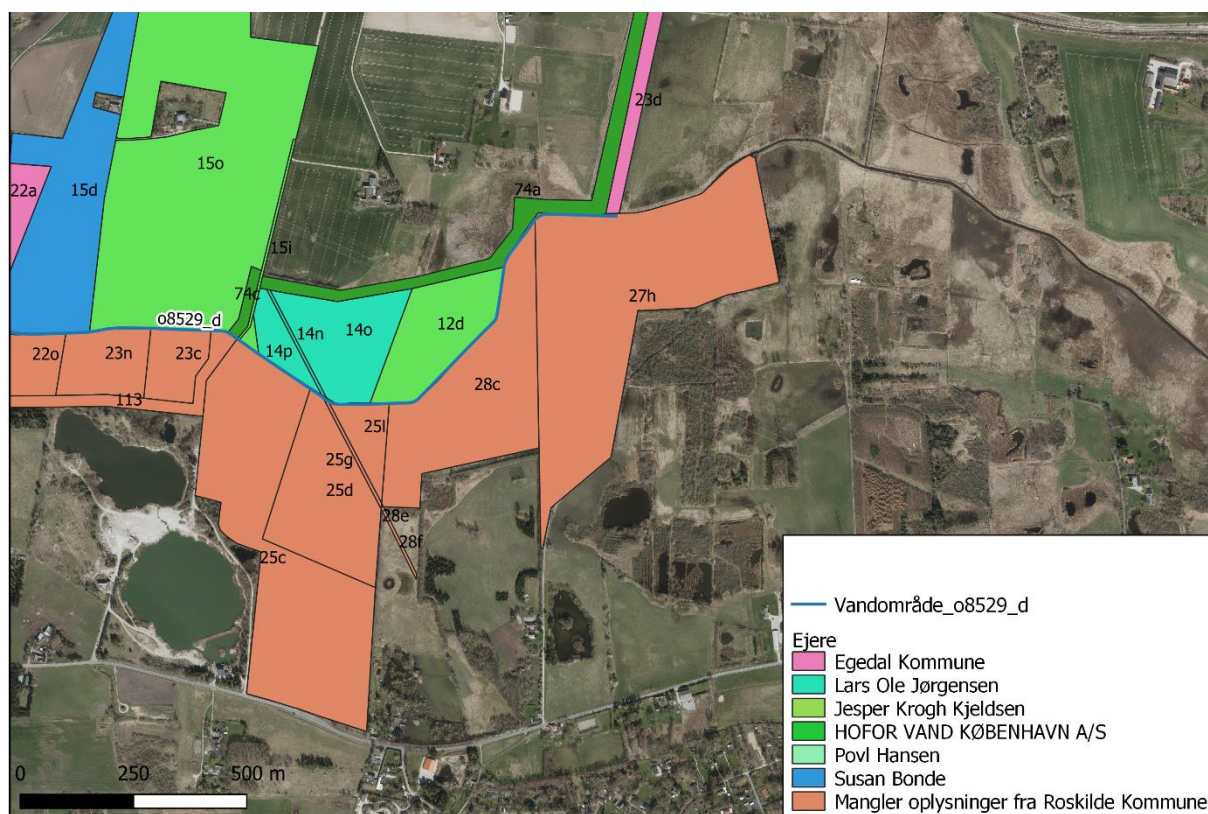 23d
15o
22a
15d
74a
15i
74c
27h
o8529_d
14n
14o
12d
14p
22o
23n
23c
28c
113
25l
25g
25d
28e
28f
25c
Vandområde_o8529_d
Ejere
Egedal Kommune
Lars Ole Jørgensen
Jesper Krogh Kjeldsen
HOFOR VAND KØBENHAVN A/S
Povl Hansen
Susan Bonde
Mangler oplysninger fra Roskilde Kommune
0 250 500 m